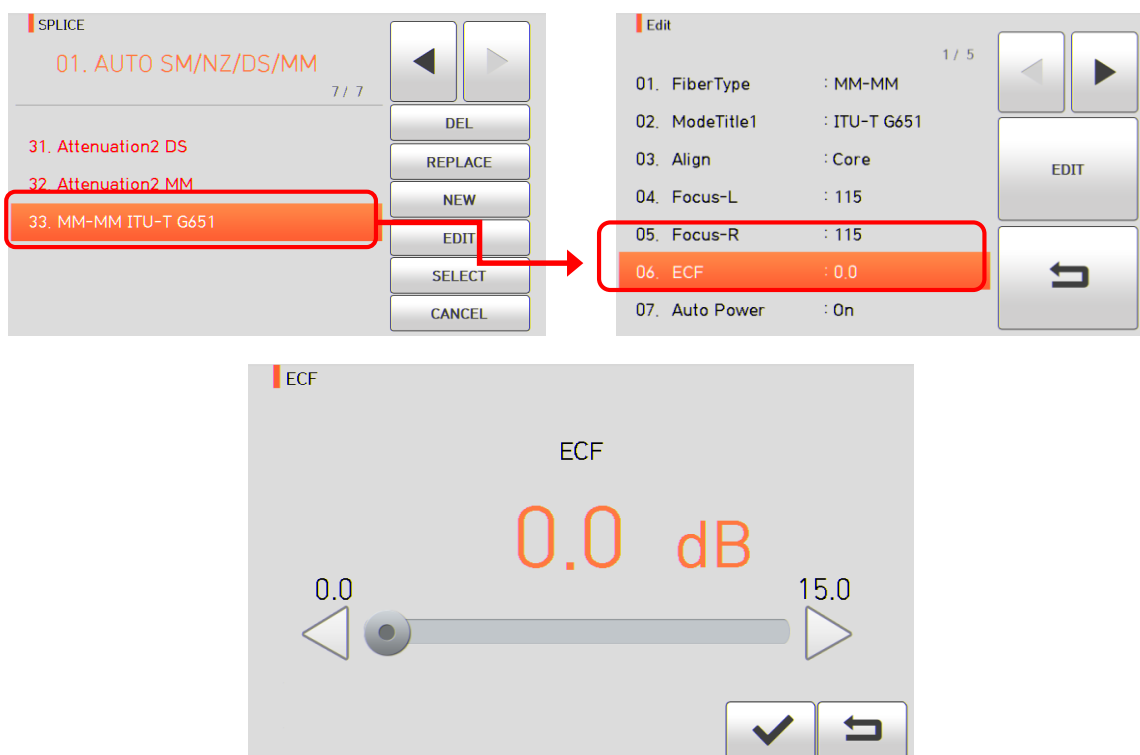 SPLICE
01. AUTO SM/NZ/DS/MM
7 / 7
31. Attenuation2 DS
32. Attenuation2 MM
33. MM-MM ITU-T G651
DEL
REPLACE
NEW
EDIT
SELECT
CANCEL
Edit
1 / 5
01. FiberType : MM-MM
02. ModeTitle1 : ITU-T G651
03. Align : Core
04. Focus-L : 115
05. Focus-R : 115
06. ECF : 0.0
07. Auto Power : On
EDIT
ECF
ECF
0.0 dB
0.0 15.0